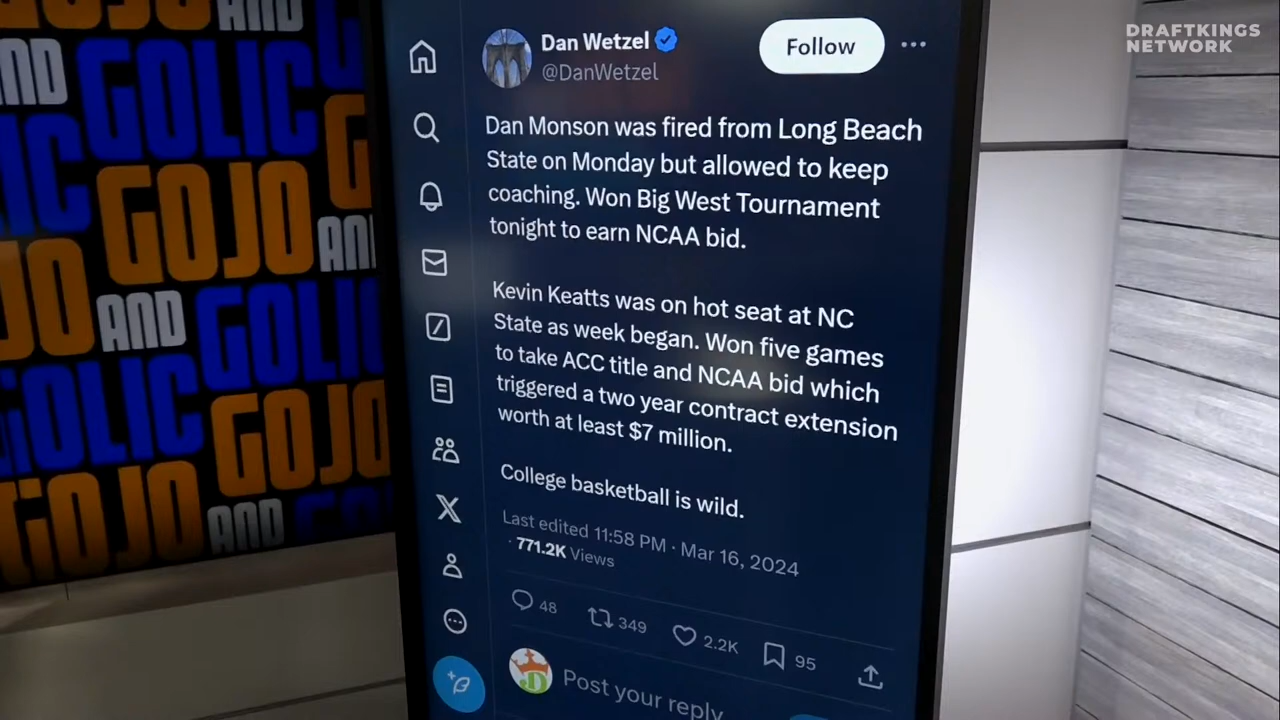 DRAFTKINGS
NETWORK
AND
GOLIC
GOJO
AND
GOLIC
GOJO
AND
Dan Wetzel
@DanWetzel
Follow
Dan Monson was fired from Long Beach
State on Monday but allowed to keep
coaching. Won Big West Tournament
tonight to earn NCAA bid.
Kevin Keatts was on hot seat at NC
State as week began. Won five games
to take ACC title and NCAA bid which
triggered a two year contract extension
worth at least $7 million.
College basketball is wild.
Last edited 11:58 PM · Mar 16, 2024
· 771.2K Views
48
349
2.2K
95
Post your reply